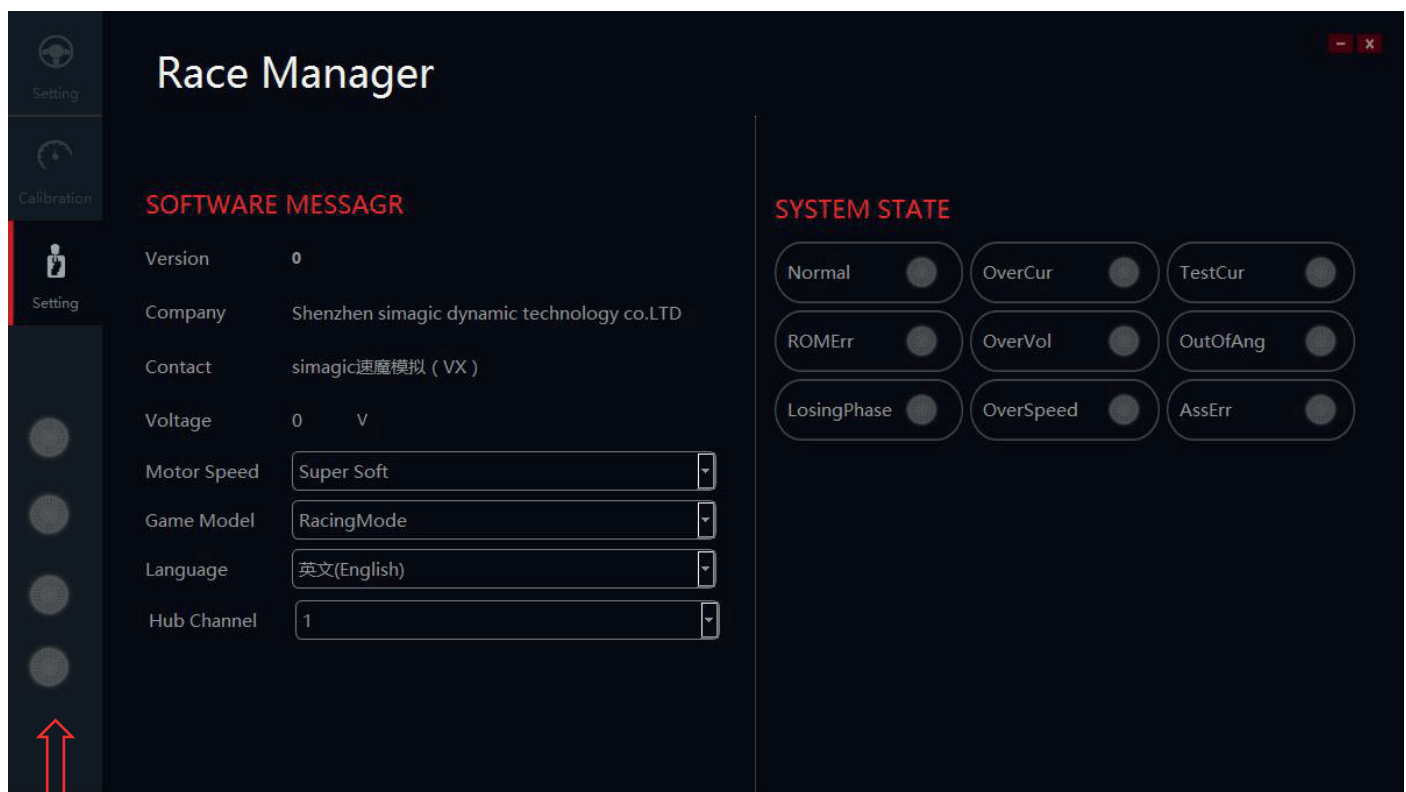 Setting
Race Manager
- x
Calibration
Setting
SOFTWARE MESSAGR
Version 0
Company Shenzhen simagic dynamic technology co.LTD
Contact simagic速魔模拟 ( VX )
Voltage 0 V
Motor Speed Super Soft
Game Model RacingMode
Language 英文(English)
Hub Channel 1
SYSTEM STATE
Normal OverCur TestCur
ROMErr OverVol OutOfAng
LosingPhase OverSpeed AssErr